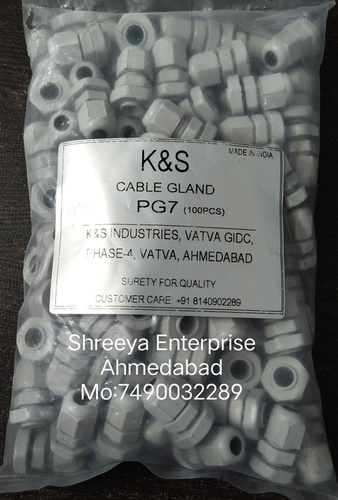 K&S
MADE IN INDIA
CABLE GLAND
PG7 (100PCS)
K&S INDUSTRIES, VATVA GIDC,
PHASE-4, VATVA, AHMEDABAD
SURETY FOR QUALITY
CUSTOMER CARE: +91 8140902289
Shreeya Enterprise
Ahmedabad
Mo:7490032289